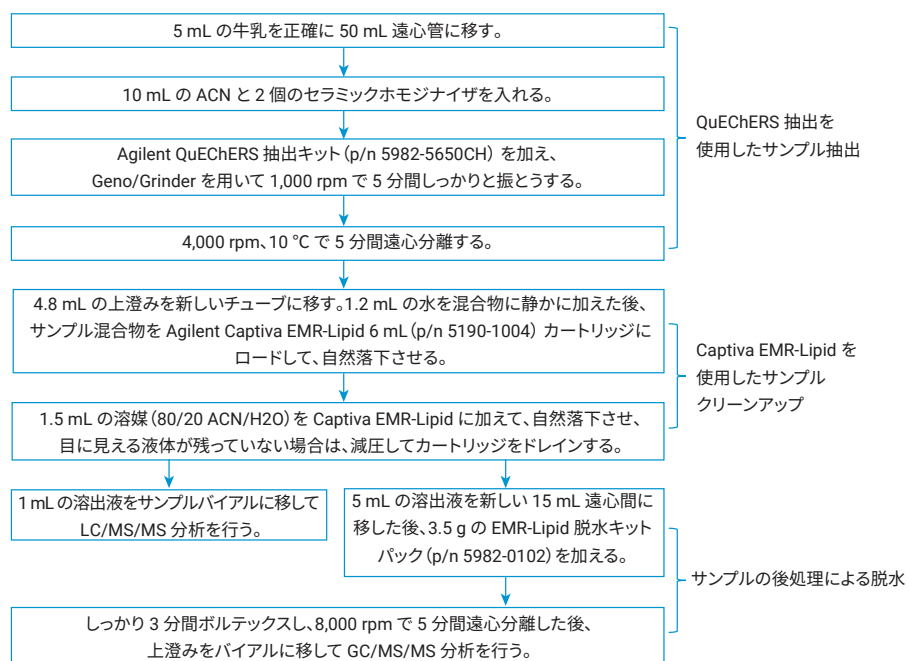 5 mL の牛乳を正確に 50 mL 遠心管に移す。
10 mL の ACN と 2 個のセラミックホモジナイザを入れる。
Agilent QuEChERS 抽出キット (p/n 5982-5650CH) を加え、
Geno/Grinder を用いて 1,000 rpm で 5 分間しっかりと振とうする。
4,000 rpm、10 °C で 5 分間遠心分離する。
QuEChERS 抽出を
使用したサンプル抽出
4.8 mL の上澄みを新しいチューブに移す。1.2 mL の水を混合物に静かに加えた後、
サンプル混合物を Agilent Captiva EMR-Lipid 6 mL (p/n 5190-1004) カートリッジに
ロードして、自然落下させる。
1.5 mL の溶媒 (80/20 ACN/H2O) を Captiva EMR-Lipid に加えて、自然落下させ、
目に見える液体が残っていない場合は、減圧してカートリッジをドレインする。
Captiva EMR-Lipid を
使用したサンプル
クリーンアップ
1 mL の溶出液をサンプルバイアルに移して
LC/MS/MS 分析を行う。
5 mL の溶出液を新しい 15 mL 遠心間に
移した後、3.5 g の EMR-Lipid 脱水キット
パック (p/n 5982-0102) を加える。
しっかり 3 分間ボルテックスし、8,000 rpm で 5 分間遠心分離した後、
上澄みをバイアルに移して GC/MS/MS 分析を行う。
サンプルの後処理による脱水